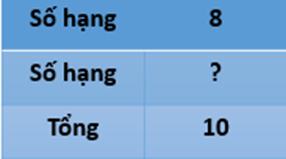 Số hạng 8
Số hạng ?
Tổng 10